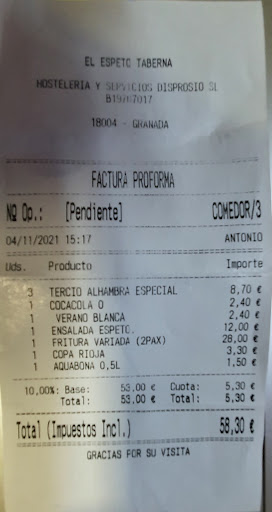 EL ESPETO TABERNA
HOSTELERIA Y SERVICIOS DISPROSIO SL
B19707017
18004 - GRANADA
FACTURA PROFORMA
NQ Op.: [Pendiente] COMEDOR/3
04/11/2021 15:17 ANTONIO
Uds. Producto Importe
3 TERCIO ALHAMBRA ESPECIAL 8,70 €
1 COCACOLA 0 2,40 €
1 VERANO BLANCA 2,40 €
1 ENSALADA ESPETO. 12,00 €
1 FRITURA VARIADA (2PAX) 28,00 €
1 COPA RIOJA 3,30 €
1 AQUABONA 0,5L 1,50 €
10,00% Base: 53,00 € Cuota: 5,30 €
Total: 53,00 € Total: 5,30 €
Total (Impuestos Incl.) 58,30 €
GRACIAS POR SU VISITA